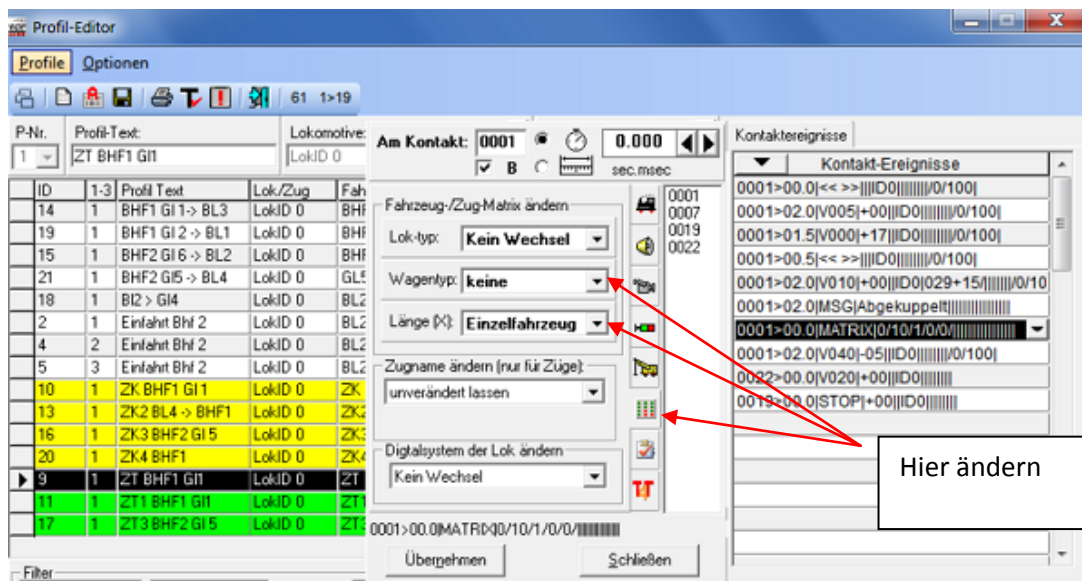 Profil-Editor
Profile Optionen
61 1>19
P-Nr. Profil-Text: Lokomotive:
1 ZT BHF1 Gl1 LokID 0
ID 1-3 Profil Text Lok./Zug Fah
14 1 BHF1 Gl 1-> BL3 LokID 0 BHF
19 1 BHF1 Gl 2 -> BL1 LokID 0 BHF
15 1 BHF2 Gl 6 -> BL2 LokID 0 BHF
21 1 BHF2 Gl5 -> BL4 LokID 0 GL5
18 1 Bl2 > Gl4 LokID 0 BL2
2 1 Einfahrt Bhf 2 LokID 0 BL2
4 2 Einfahrt Bhf 2 LokID 0 BL2
5 3 Einfahrt Bhf 2 LokID 0 BL2
10 1 ZK BHF1 Gl 1 LokID 0 ZK
13 1 ZK2 BL4 -> BHF1 LokID 0 ZK2
16 1 ZK3 BHF2 Gl 5 LokID 0 ZK3
20 1 ZK4 BHF1 LokID 0 ZK4
9 1 ZT BHF1 Gl1 LokID 0 ZT
11 1 ZT1 BHF1 Gl1 LokID 0 ZT1
17 1 ZT3 BHF2 Gl 5 LokID 0 ZT3
Filter
Am Kontakt: 0001 0.000
B sec.msec
Fahrzeug-/Zug-Matrix ändern
Lok-typ: Kein Wechsel
Wagentyp: keine
Länge (X): Einzelfahrzeug
Zugname ändern (nur für Züge):
unverändert lassen
Digtalsystem der Lok ändern
Kein Wechsel
0001
0007
0019
0022
0001>00.0|MATRIX|0/10/1/0/0/|||||||||||||||
Übernehmen Schließen
Kontaktereignisse
Kontakt-Ereignisse
0001>00.0|<< >>|||ID0||||||||/0/100|
0001>02.0|V005|+00|||ID0||||||||/0/100|
0001>01.5|V000|+17|||ID0||||||||/0/100|
0001>00.5|<< >>|||ID0||||||||/0/100|
0001>02.0|V010|+00|||ID0|029+15/|||||||/0/10
0001>02.0|MSG|Abgekuppelt|||||||||||||||
0001>00.0|MATRIX|0/10/1/0/0/|||||||||||||||
0001>02.0|V040|-05|||ID0||||||||/0/100|
0022>00.0|V020|+00|||ID0||||||||
0019>00.0|STOP|+00|||ID0||||||||
Hier ändern